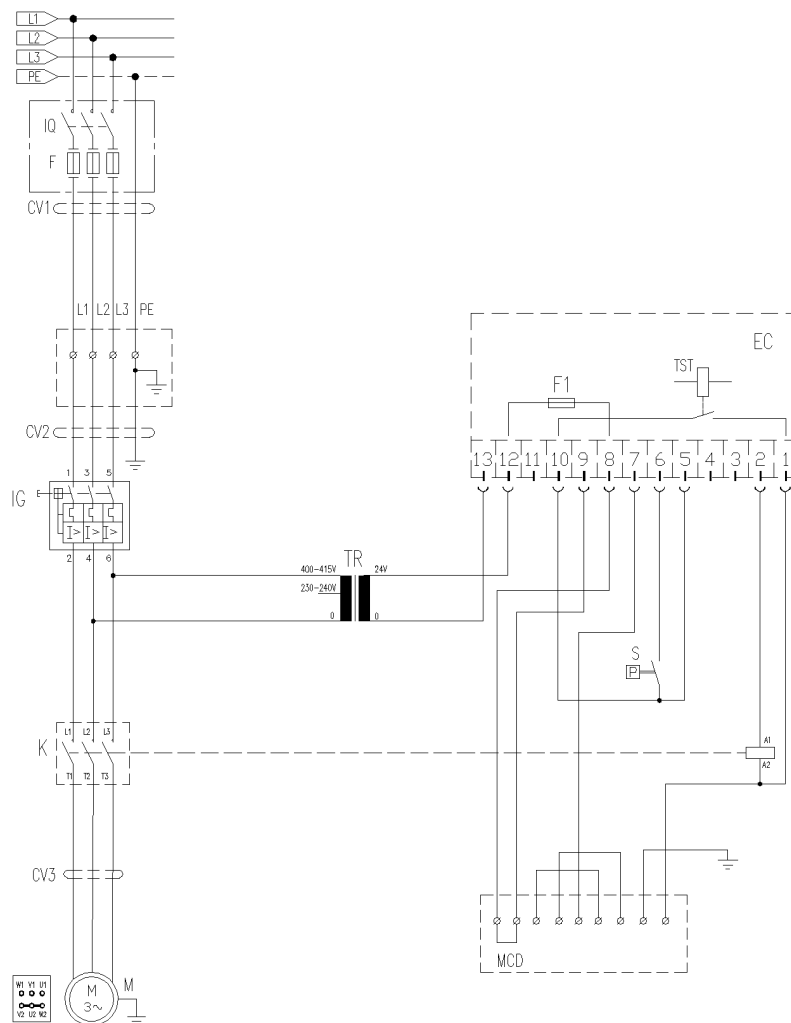 L1
L2
L3
PE
IQ
F
CV1
L1 L2 L3 PE
EC
TST
F1
CV2
13 12 11 10 9 8 7 6 5 4 3 2 1
1 3 5
IG
I> I> I>
2 4 6
TR
400-415V 24V
230-240V
0 0
S
P
L1 L2 L3
K
T1 T2 T3
A1
A2
CV3
MCD
W1 V1 U1
V2 U2 W2
M
3~
M